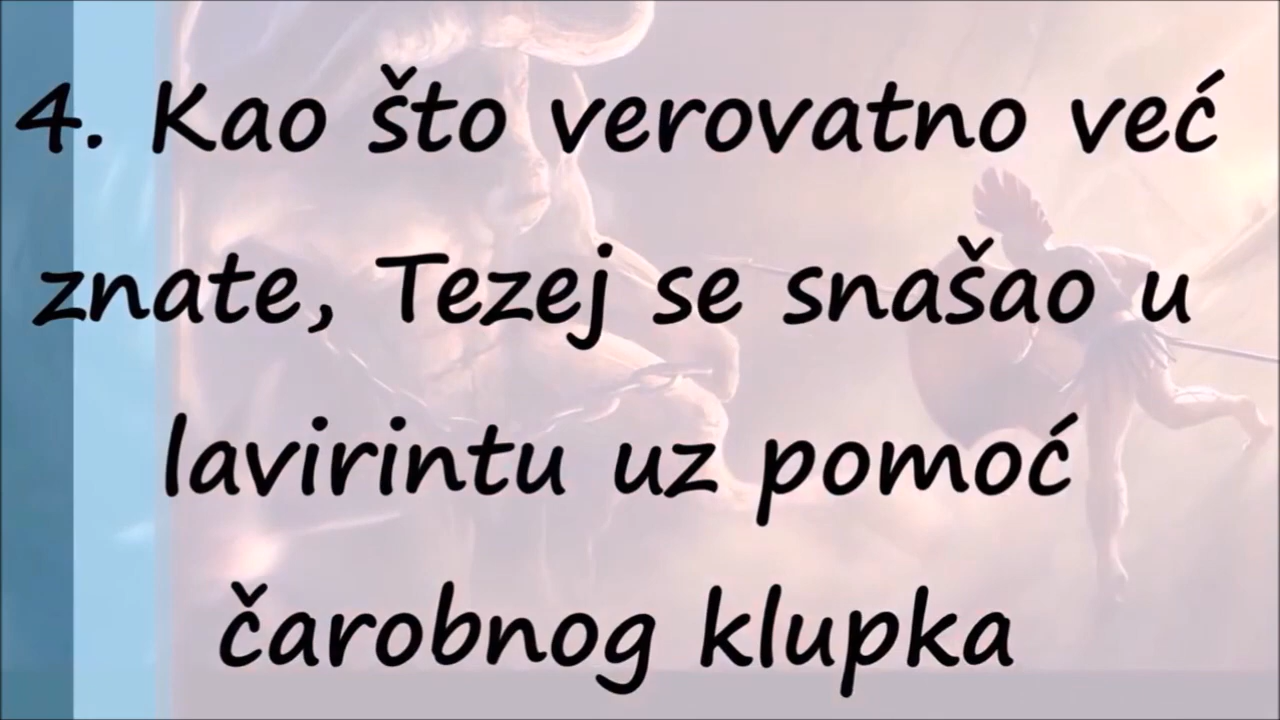 4. Kao što verovatno već
znate, Tezej se snašao u
lavirintu uz pomoć
čarobnog klupka